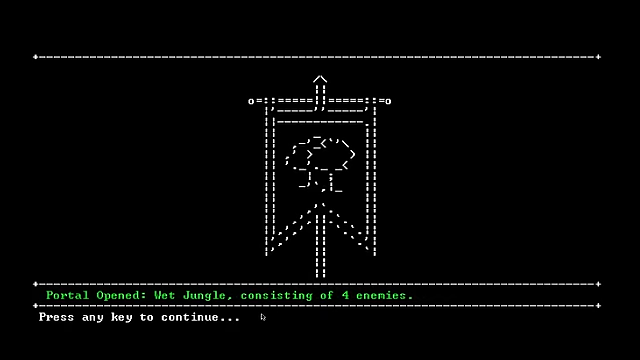 Portal Opened: Wet Jungle, consisting of 4 enemies.
Press any key to continue...